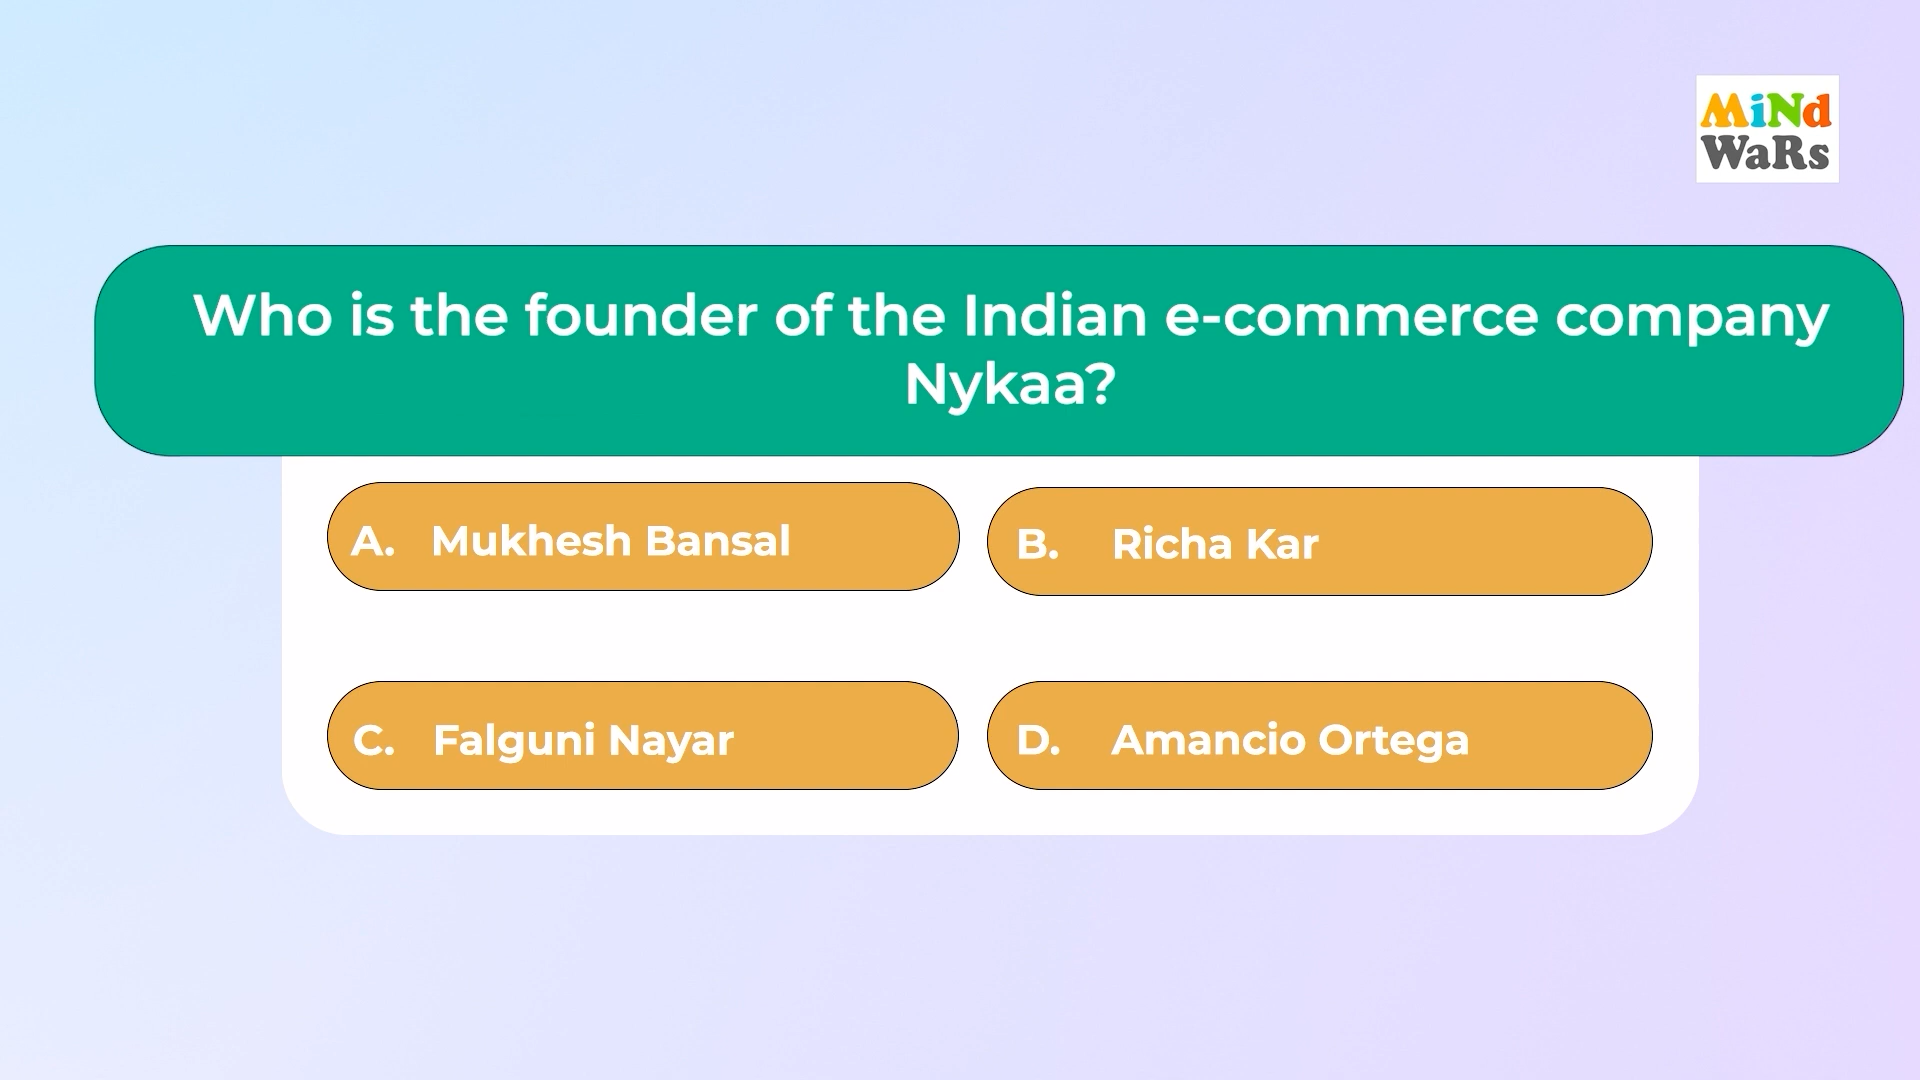 MiNd
WaRs
Who is the founder of the Indian e-commerce company
Nykaa?
A. Mukhesh Bansal
B. Richa Kar
C. Falguni Nayar
D. Amancio Ortega